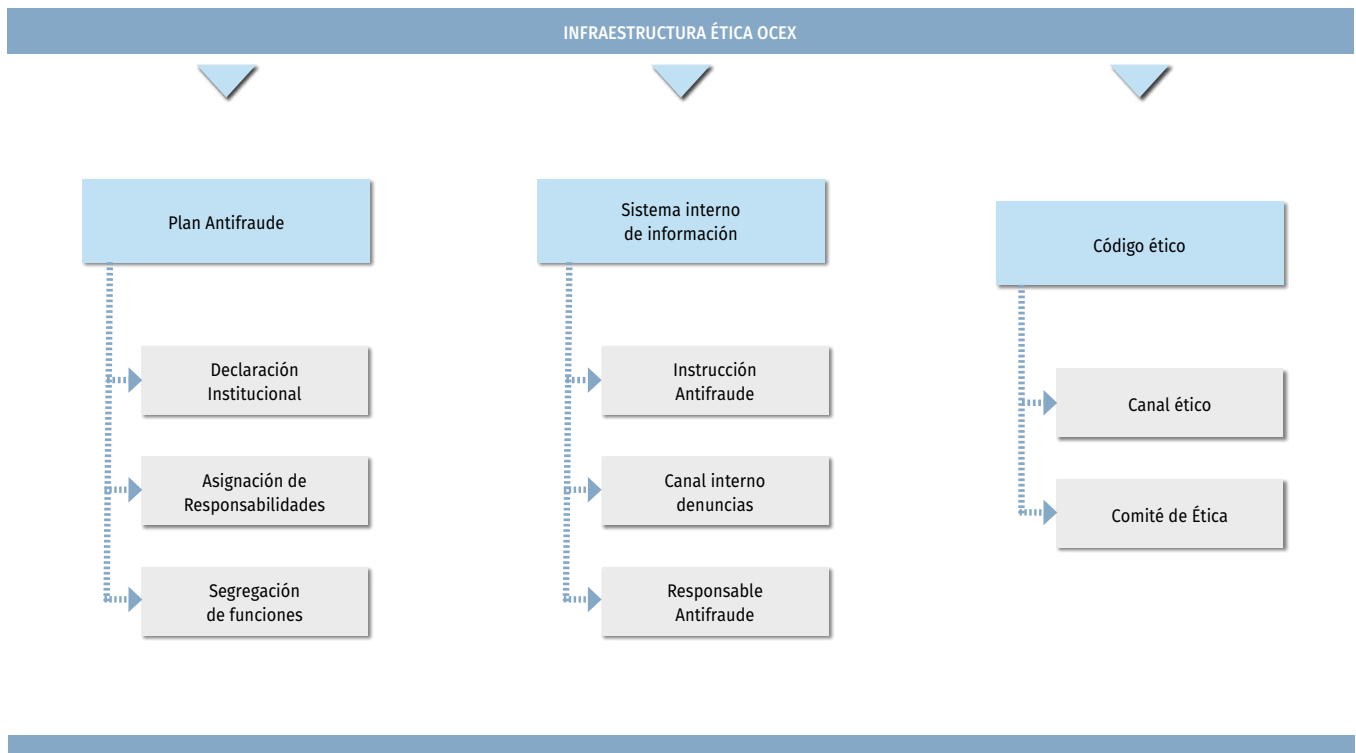 INFRAESTRUCTURA ÉTICA OCEX
Plan Antifraude
Declaración
Institucional
Asignación de
Responsabilidades
Segregación
de funciones
Sistema interno
de información
Instrucción
Antifraude
Canal interno
denuncias
Responsable
Antifraude
Código ético
Canal ético
Comité de Ética